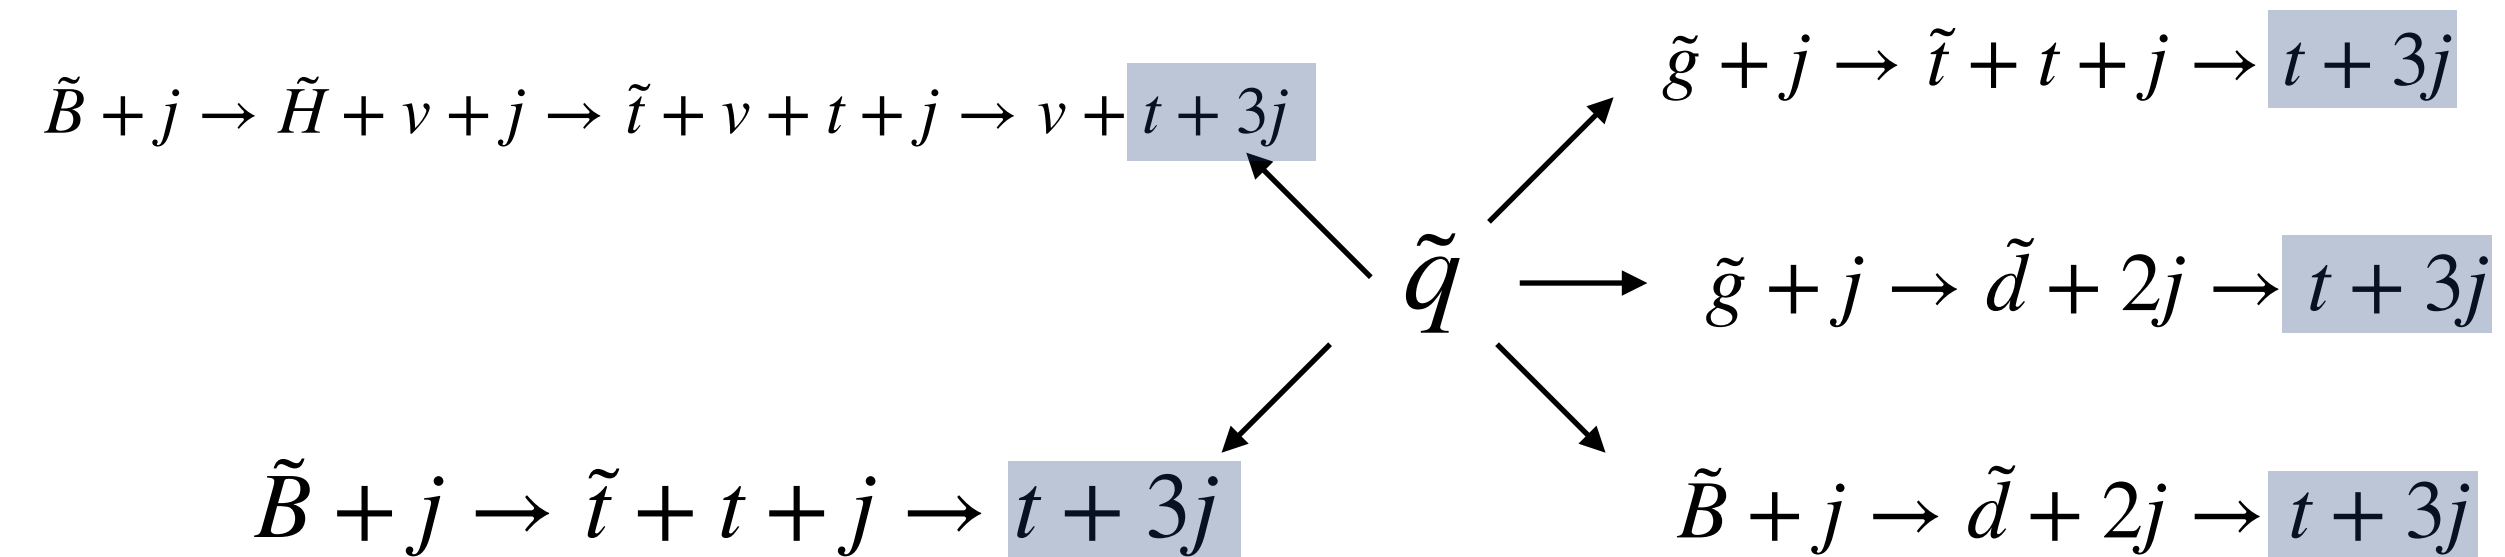 g̃ + j → t̃ + t + j → t + 3j
B̃ + j → H̃ + ν + j → t̃ + ν + t + j → ν + t + 3j
q̃
g̃ + j → d̃ + 2j → t + 3j
B̃ + j → t̃ + t + j → t + 3j
B̃ + j → d̃ + 2j → t + 3j